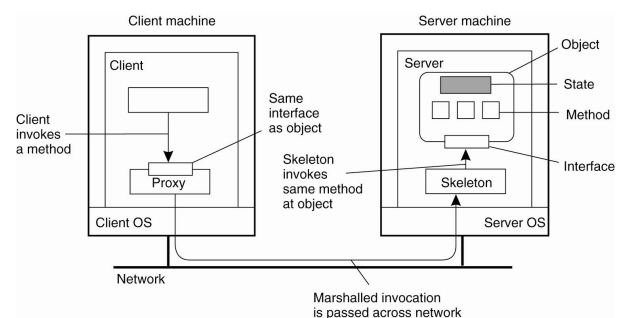 Client machine
Server machine
Object
Client
Server
State
Same
interface
as object
Client
invokes
a method
Method
Skeleton
invokes
same method
at object
Interface
Proxy
Skeleton
Client OS
Server OS
Network
Marshalled invocation
is passed across network